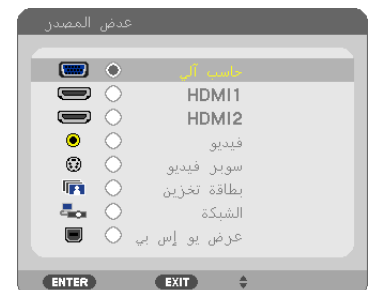 عرض المصدر
حاسب آلي
HDMI1
HDMI2
فيديو
سوبر فيديو
بطاقة تخزين
الشبكة
عرض يو إس بي
ENTER EXIT